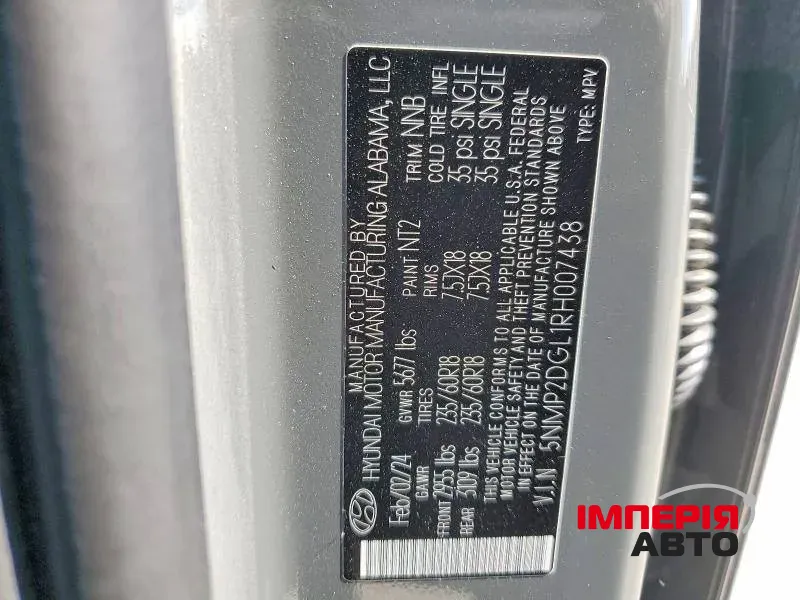 MANUFACTURED BY
HYUNDAI MOTOR MANUFACTURING ALABAMA, LLC
Feb/02/24 GVWR 5677 lbs PAINT NT2 TRIM NNB
GAWR TIRES RIMS COLD TIRE INFL
FRONT 2955 lbs 235/60R18 7.5JX18 35 psi SINGLE
REAR 3109 lbs 235/60R18 7.5JX18 35 psi SINGLE
THIS VEHICLE CONFORMS TO ALL APPLICABLE U.S.A. FEDERAL
MOTOR VEHICLE SAFETY AND THEFT PREVENTION STANDARDS
IN EFFECT ON THE DATE OF MANUFACTURE SHOWN ABOVE
V.I.N 5NMP2DGL1RH007438
TYPE: MPV
ІМПЕРІЯ
АВТО